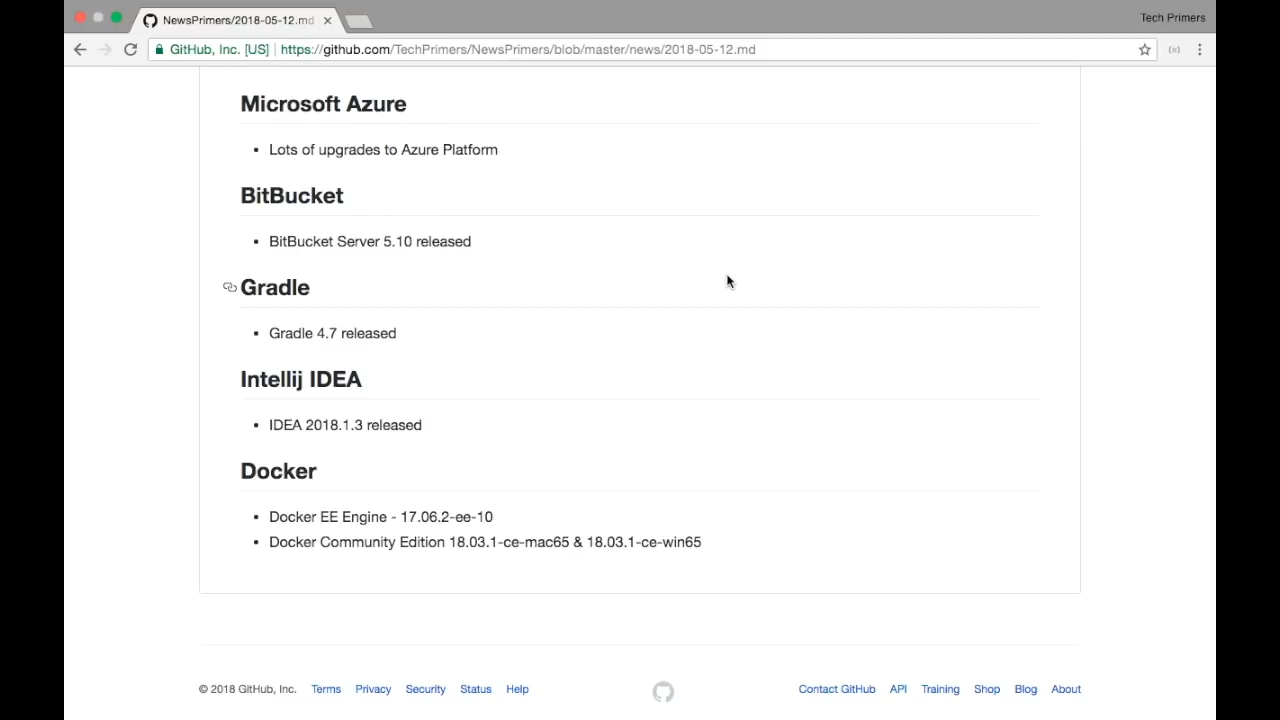 NewsPrimers/2018-05-12.md
Tech Primers
GitHub, Inc. [US] | https://github.com/TechPrimers/NewsPrimers/blob/master/news/2018-05-12.md
Microsoft Azure
• Lots of upgrades to Azure Platform
BitBucket
• BitBucket Server 5.10 released
Gradle
• Gradle 4.7 released
Intellij IDEA
• IDEA 2018.1.3 released
Docker
• Docker EE Engine - 17.06.2-ee-10
• Docker Community Edition 18.03.1-ce-mac65 & 18.03.1-ce-win65
© 2018 GitHub, Inc. Terms Privacy Security Status Help Contact GitHub API Training Shop Blog About